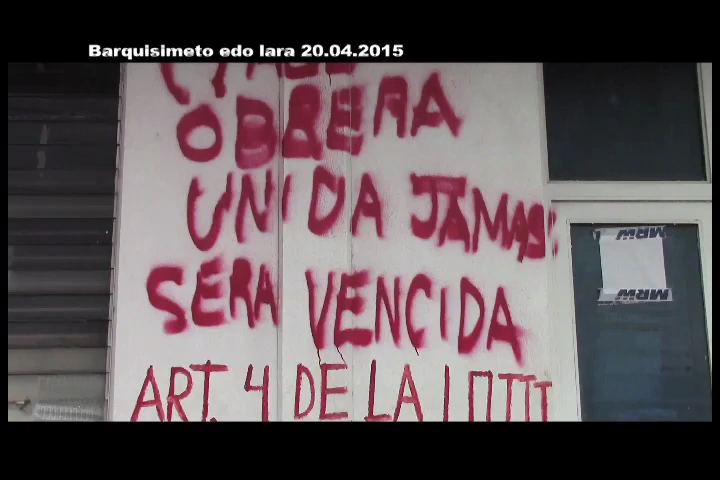 Barquisimeto edo lara 20.04.2015
OBRERA
UNIDA JAMAS
SERA VENCIDA
ART. 4 DE LA LOTTT
MRW
MRW